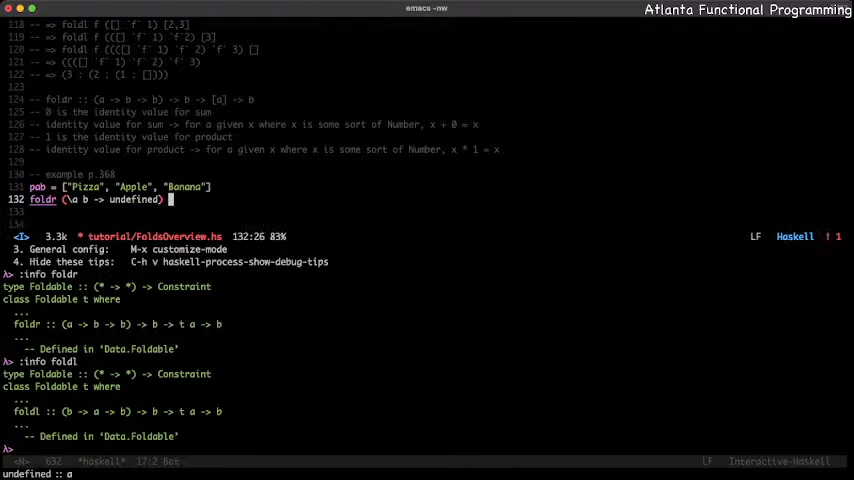 emacs -nw
Atlanta Functional Programming
118 -- => foldl f ([] `f` 1) [2,3]
119 -- => foldl f (([] `f` 1) `f`2) [3]
120 -- => foldl f ((([] `f` 1) `f` 2) `f` 3) []
121 -- => ((([] `f` 1) `f` 2) `f` 3)
122 -- => (3 : (2 : (1 : [])))
123
124 -- foldr :: (a -> b -> b) -> b -> [a] -> b
125 -- 0 is the identity value for sum
126 -- identity value for sum -> for a given x where x is some sort of Number, x + 0 = x
127 -- 1 is the identity value for product
128 -- identity value for product -> for a given x where x is some sort of Number, x * 1 = x
129
130 -- example p.368
131 pab = ["Pizza", "Apple", "Banana"]
132 foldr (\a b -> undefined)
133
134
<I> 3.3k * tutorial/FoldsOverview.hs 132:26 83% LF Haskell ! 1
3. General config: M-x customize-mode
4. Hide these tips: C-h v haskell-process-show-debug-tips
λ> :info foldr
type Foldable :: (* -> *) -> Constraint
class Foldable t where
...
foldr :: (a -> b -> b) -> b -> t a -> b
...
-- Defined in ‘Data.Foldable’
λ> :info foldl
type Foldable :: (* -> *) -> Constraint
class Foldable t where
...
foldl :: (b -> a -> b) -> b -> t a -> b
...
-- Defined in ‘Data.Foldable’
λ>
<N> 632 *haskell* 17:2 Bot LF Interactive-Haskell
undefined :: a